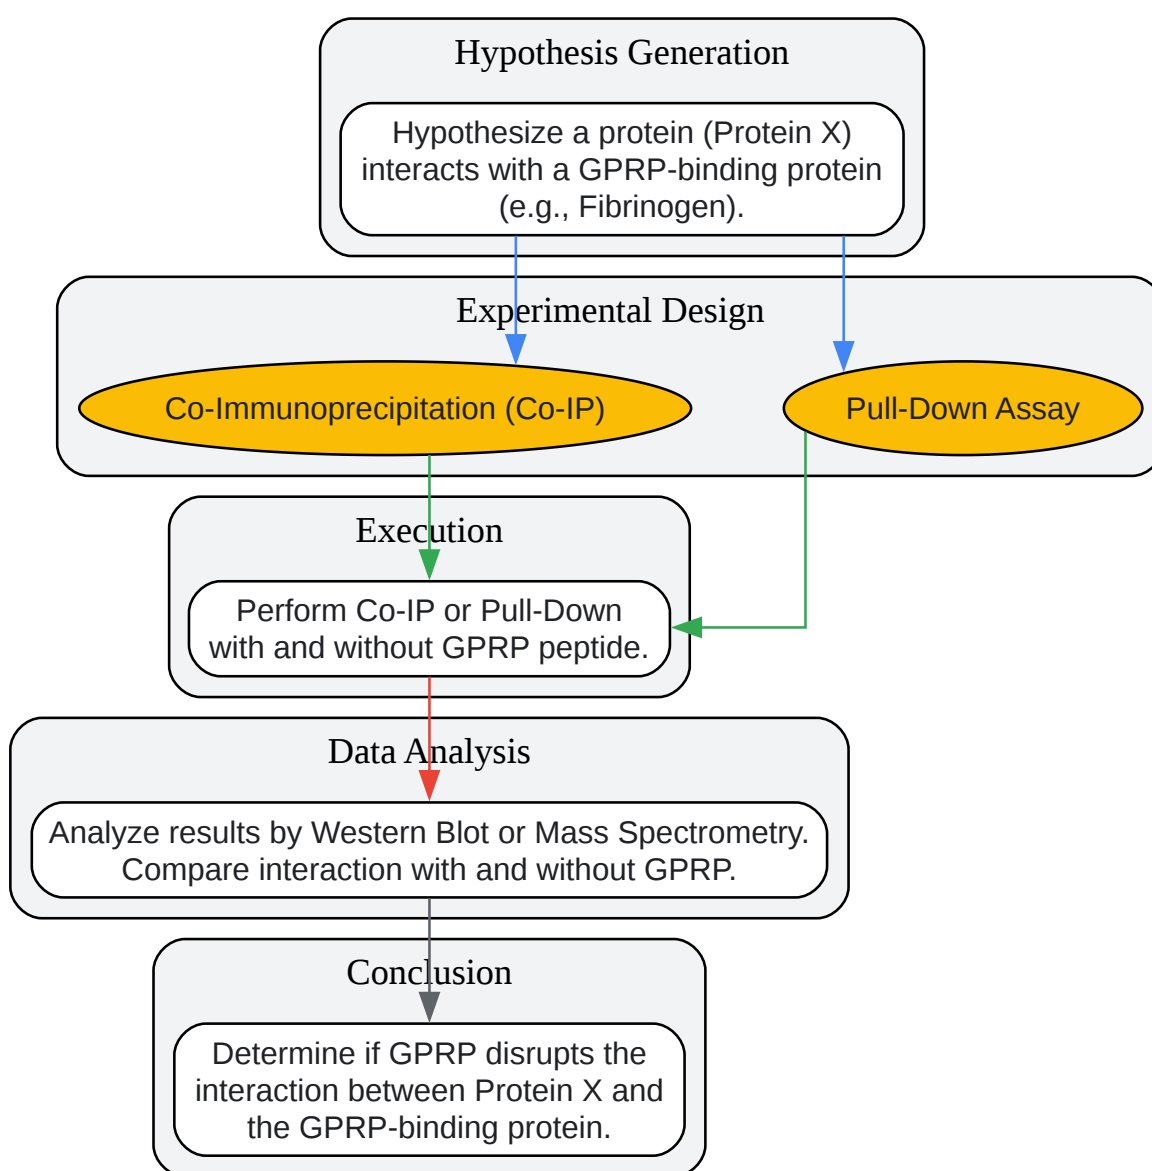 Hypothesis Generation
Hypothesize a protein (Protein X)
interacts with a GPRP-binding protein
(e.g., Fibrinogen).
Experimental Design
Co-Immunoprecipitation (Co-IP)
Pull-Down Assay
Execution
Perform Co-IP or Pull-Down
with and without GPRP peptide.
Data Analysis
Analyze results by Western Blot or Mass Spectrometry.
Compare interaction with and without GPRP.
Conclusion
Determine if GPRP disrupts the
interaction between Protein X and
the GPRP-binding protein.